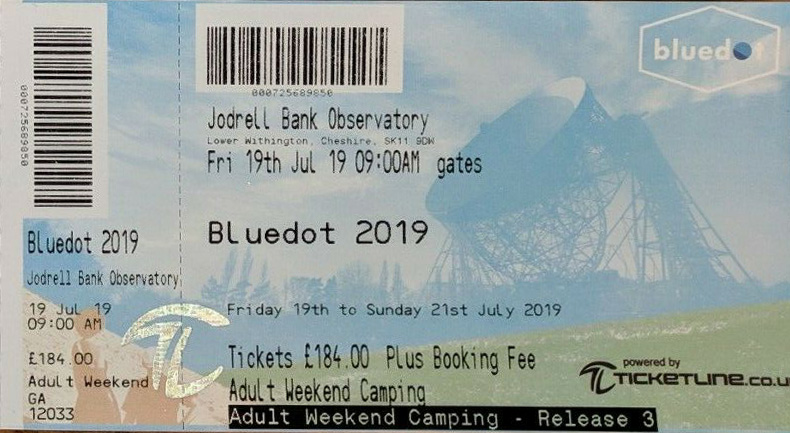 000725689850
Bluedot 2019
Jodrell Bank Observatory
19 Jul 19
09:00 AM
£184.00
Adult Weekend
GA
12033
000725689850
Jodrell Bank Observatory
Lower Withington, Cheshire, SK11 9DW
Fri 19th Jul 19 09:00AM gates
Bluedot 2019
Friday 19th to Sunday 21st July 2019
Tickets £184.00 Plus Booking Fee
Adult Weekend Camping
Adult Weekend Camping - Release 3
bluedot
TL
powered by
TICKETLINE.co.u